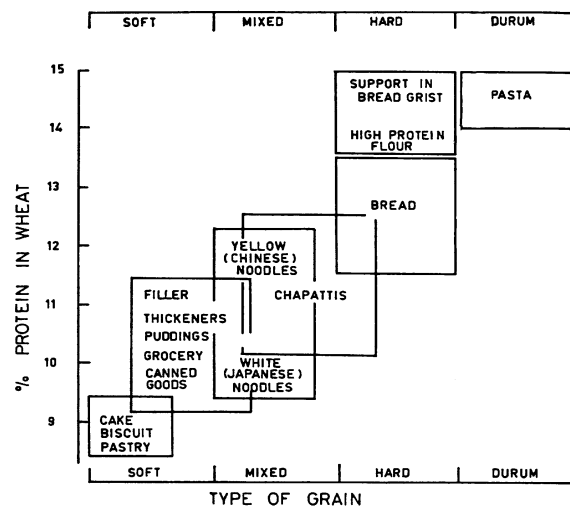 SOFT MIXED HARD DURUM
% PROTEIN IN WHEAT
15
14
13
12
11
10
9
SUPPORT IN
BREAD GRIST
HIGH PROTEIN
FLOUR
PASTA
BREAD
YELLOW
(CHINESE)
NOODLES
CHAPATTIS
FILLER
THICKENERS
PUDDINGS
GROCERY
CANNED
GOODS
WHITE
(JAPANESE)
NOODLES
CAKE
BISCUIT
PASTRY
SOFT MIXED HARD DURUM
TYPE OF GRAIN